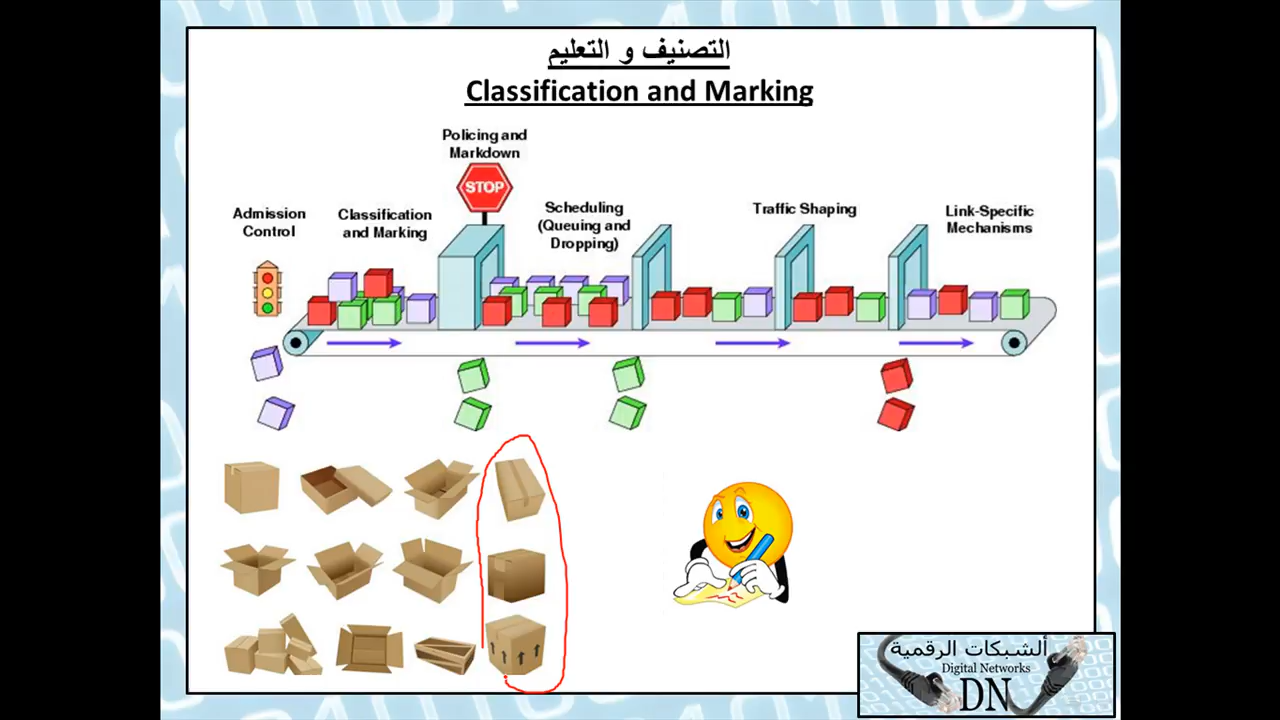 التصنيف و التعليم
Classification and Marking
Policing and
Markdown
STOP
Admission
Control
Classification
and Marking
Scheduling
(Queuing and
Dropping)
Traffic Shaping
Link-Specific
Mechanisms
ألشبكات الرقمية
Digital Networks
DN